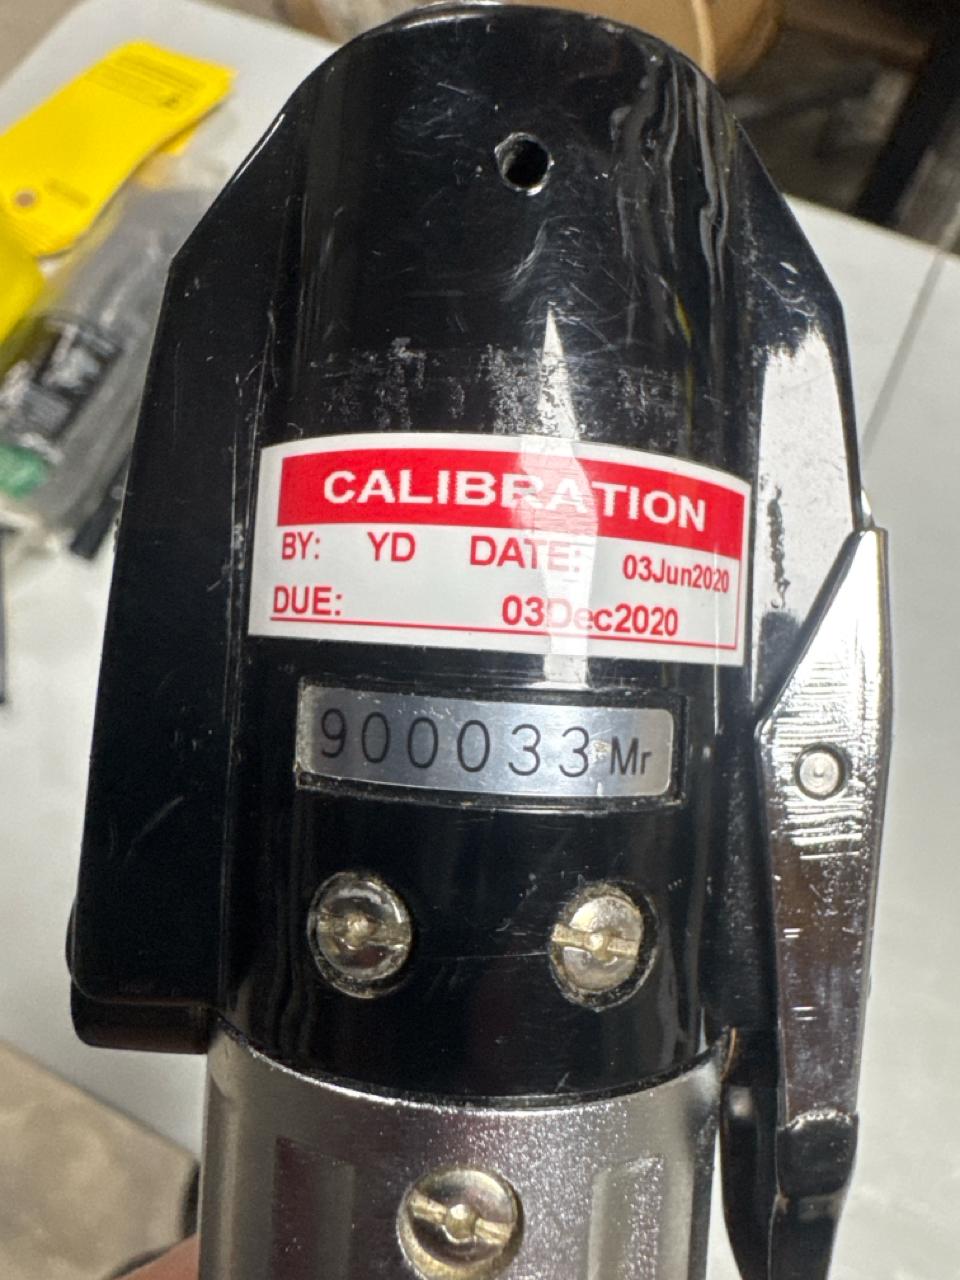 CALIBRATION
BY: YD DATE: 03Jun2020
DUE: 03Dec2020
900033 Mr